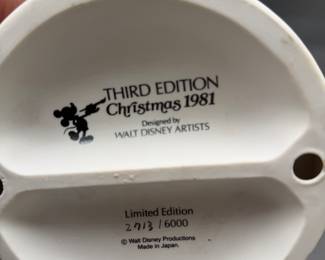 THIRD EDITION
Christmas 1981
Designed by
WALT DISNEY ARTISTS
Limited Edition
2713/6000
© Walt Disney Productions
Made in Japan.